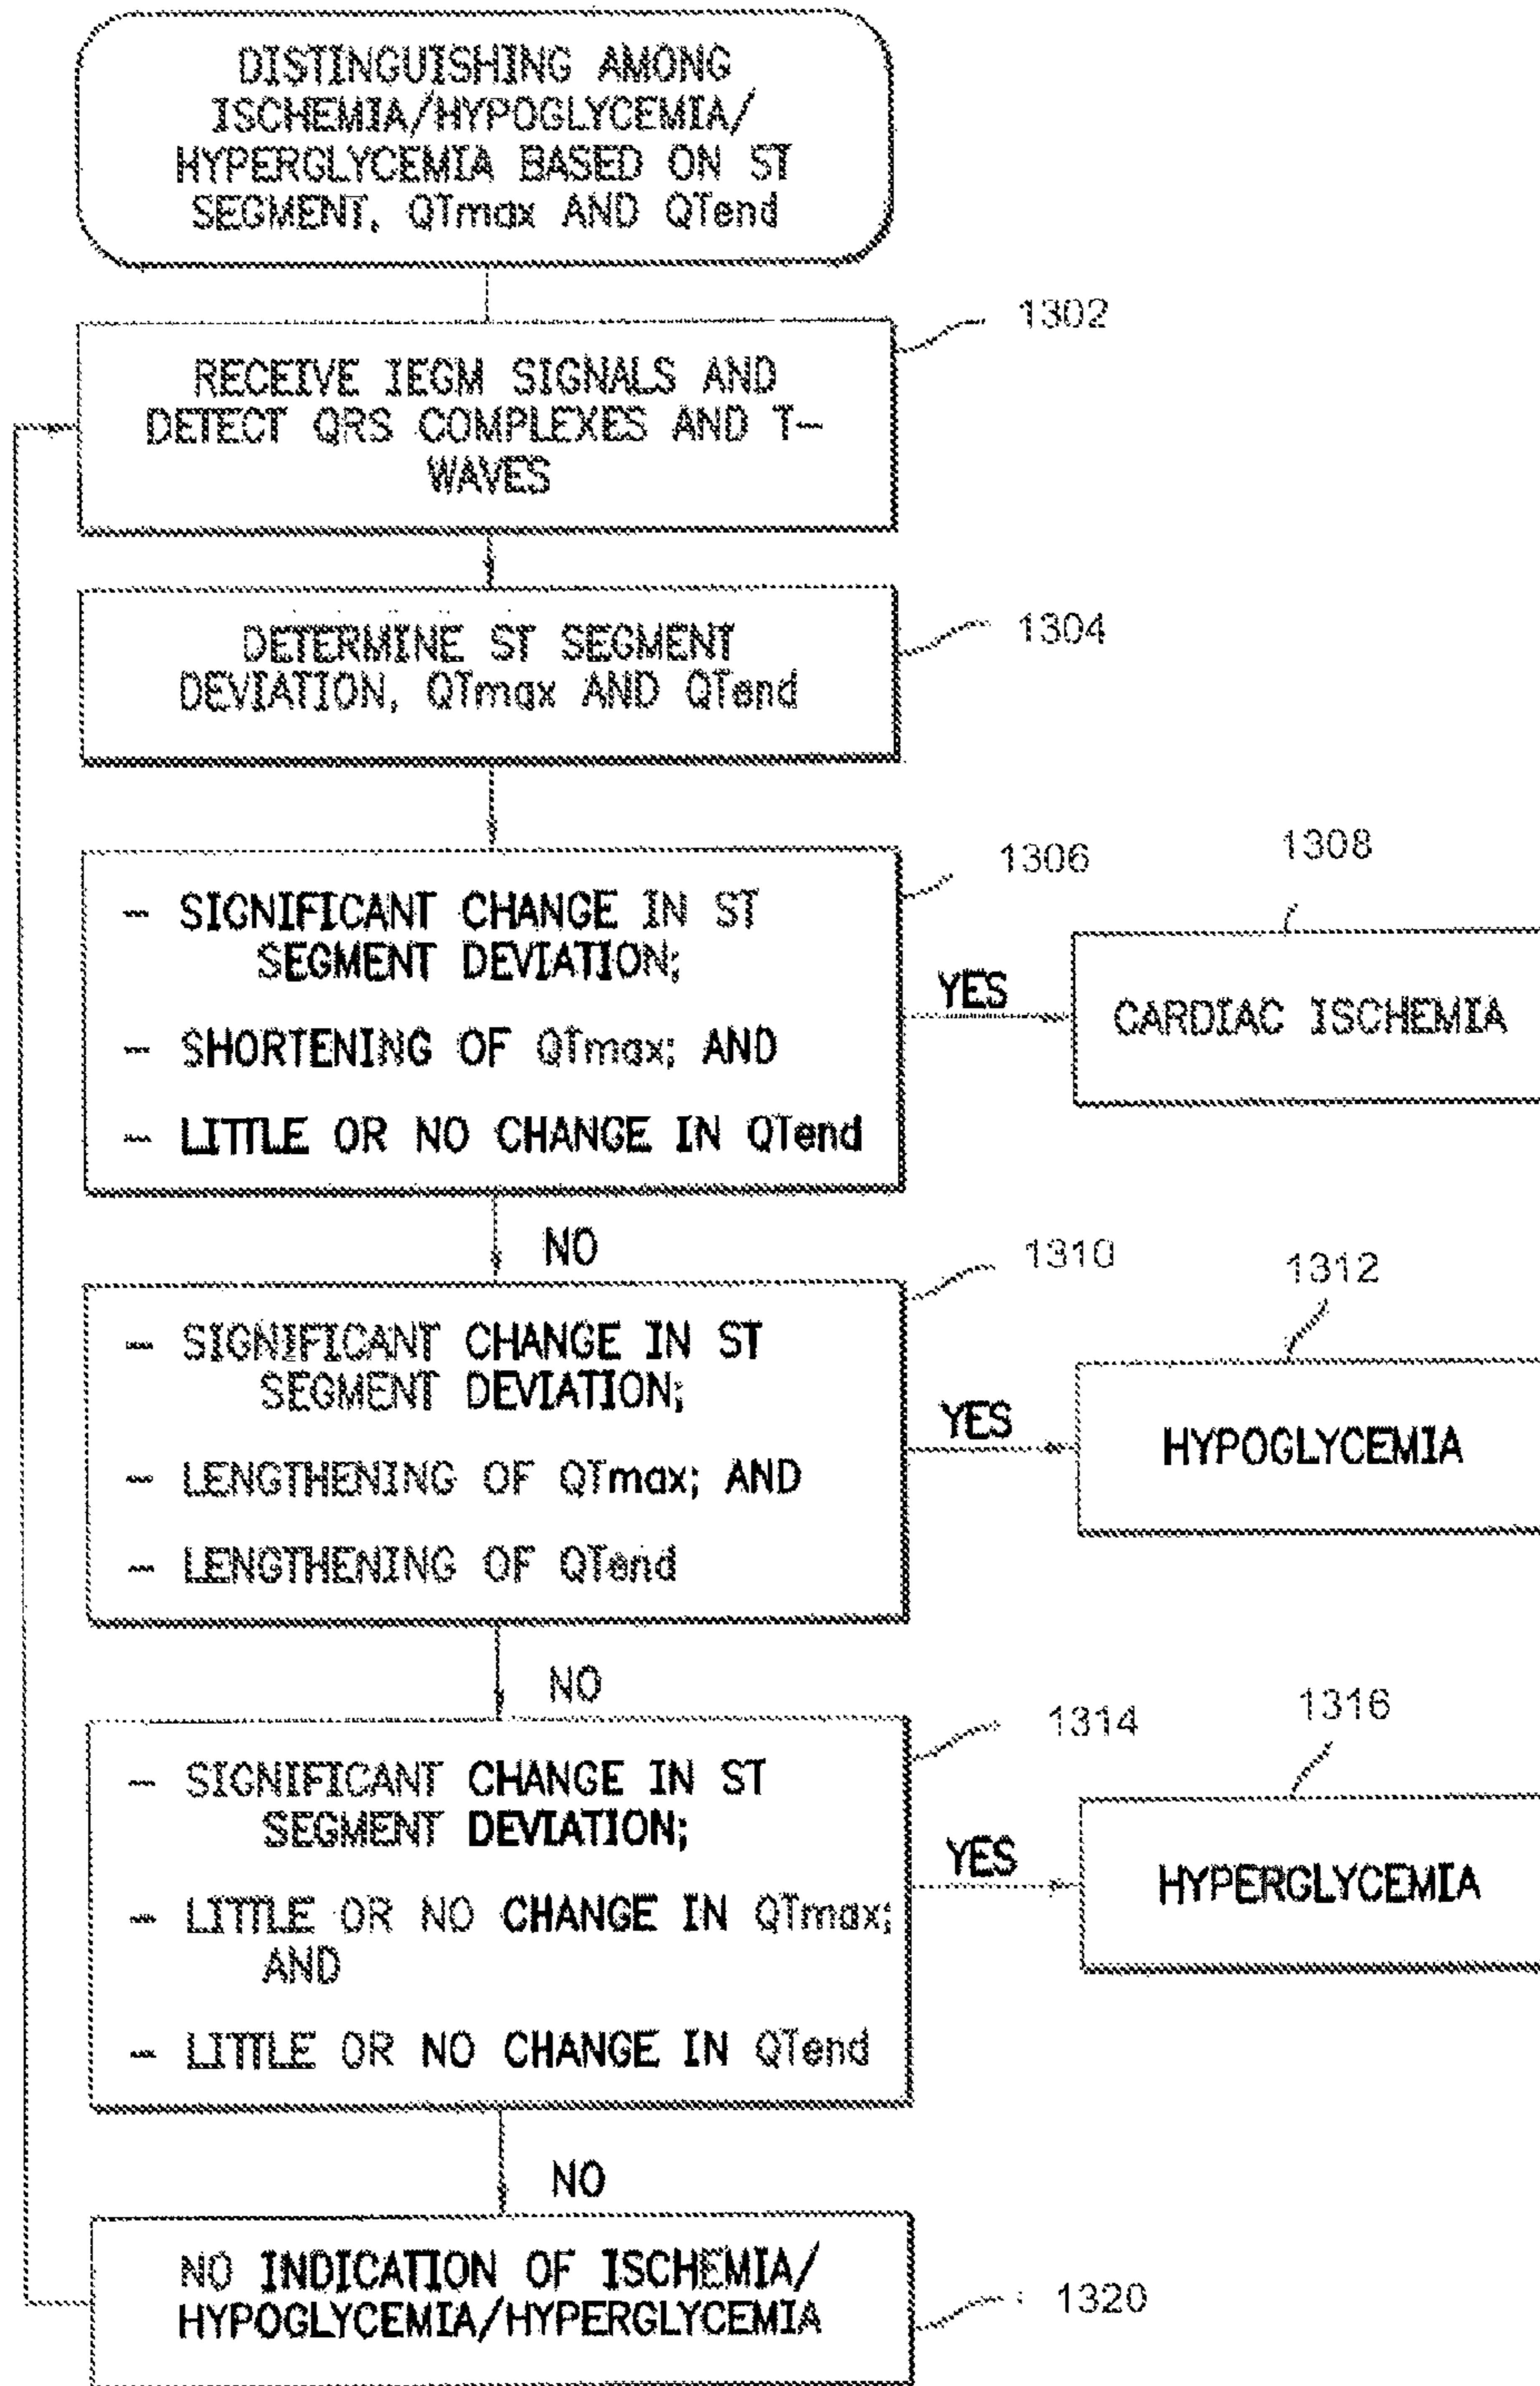 DISTINGUISHING AMONG
ISCHEMIA/HYPOGLYCEMIA/
HYPERGLYCEMIA BASED ON ST
SEGMENT, QTmax AND QTend
1302
RECEIVE IEGM SIGNALS AND
DETECT QRS COMPLEXES AND T-
WAVES
1304
DETERMINE ST SEGMENT
DEVIATION, QTmax AND QTend
1306
1308
- SIGNIFICANT CHANGE IN ST
SEGMENT DEVIATION;
- SHORTENING OF QTmax; AND
- LITTLE OR NO CHANGE IN QTend
YES
CARDIAC ISCHEMIA
NO
1310
1312
- SIGNIFICANT CHANGE IN ST
SEGMENT DEVIATION;
- LENGTHENING OF QTmax; AND
- LENGTHENING OF QTend
YES
HYPOGLYCEMIA
NO
1314
1316
- SIGNIFICANT CHANGE IN ST
SEGMENT DEVIATION;
- LITTLE OR NO CHANGE IN QTmax;
AND
- LITTLE OR NO CHANGE IN QTend
YES
HYPERGLYCEMIA
NO
NO INDICATION OF ISCHEMIA/
HYPOGLYCEMIA/HYPERGLYCEMIA
1320